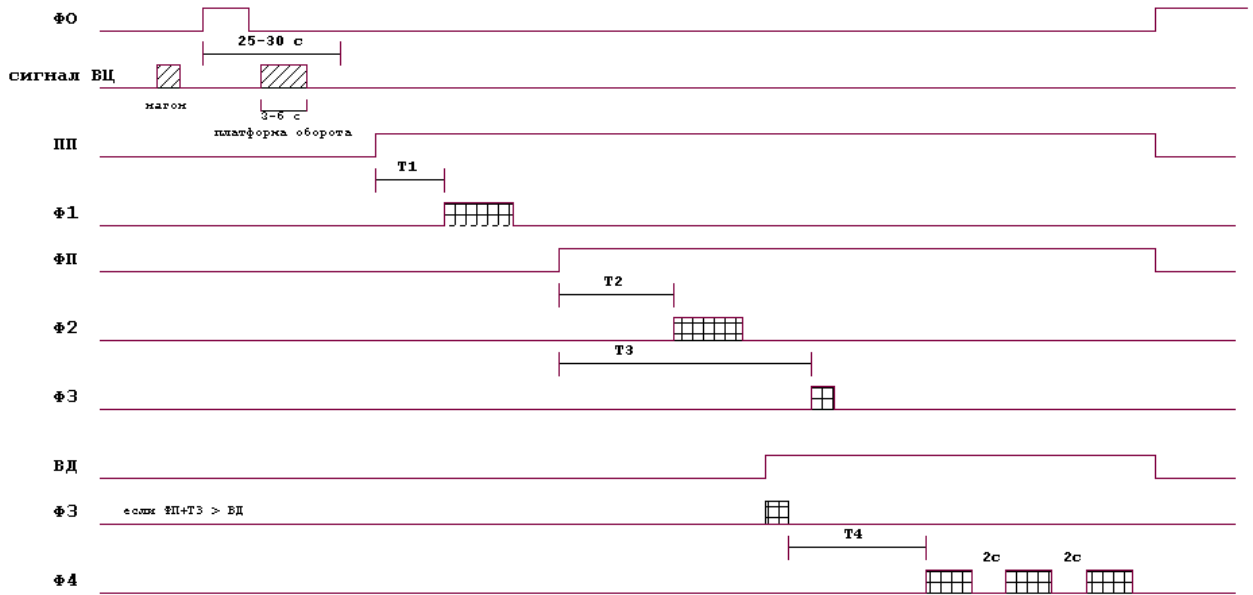 ФО
25-30 с
сигнал ВЦ
нагон
3-6 с
платформа оборота
ПП
Т1
Ф1
ФП
Т2
Ф2
Т3
Ф3
ВД
Ф3 если ФП+Т3 > ВД
Т4
2с 2с
Ф4